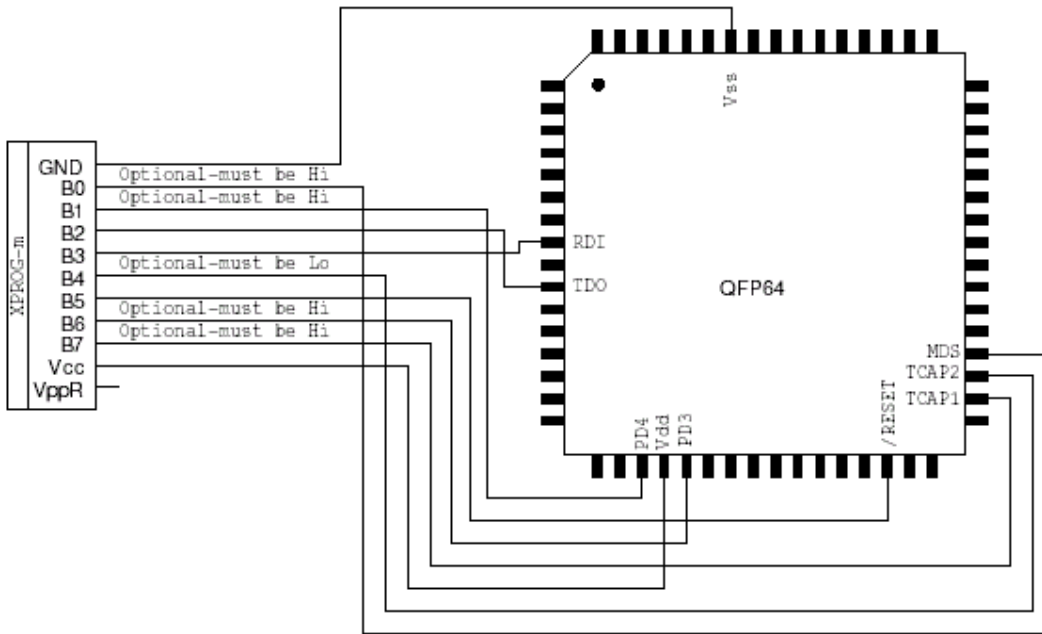 Vss
GND
Optional-must be Hi
B0
Optional-must be Hi
B1
B2
B3
RDI
Optional-must be Lo
B4
TDO
QFP64
XPROG-m
B5
Optional-must be Hi
B6
Optional-must be Hi
B7
MDS
Vcc
TCAP2
VppR
TCAP1
PD4
Vdd
PD3
/RESET